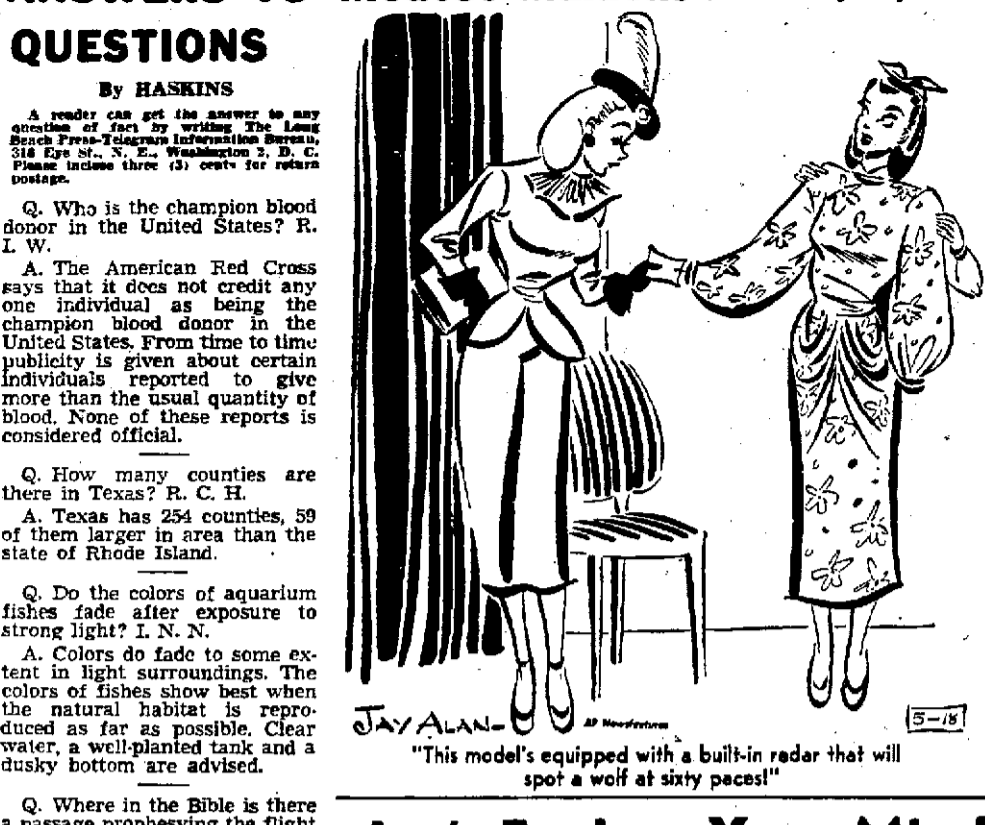 QUESTIONS
By HASKINS
A reader can get the answer to any
question of fact by writing The Long
Beach Press-Telegram Information Bureau,
316 Eye St., N. E., Washington 2, D. C.
Please inclose three (3) cents for return
postage.
Q. Who is the champion blood
donor in the United States? R.
I. W.
A. The American Red Cross
says that it does not credit any
one individual as being the
champion blood donor in the
United States. From time to time
publicity is given about certain
individuals reported to give
more than the usual quantity of
blood. None of these reports is
considered official.
Q. How many counties are
there in Texas? R. C. H.
A. Texas has 254 counties, 59
of them larger in area than the
state of Rhode Island.
Q. Do the colors of aquarium
fishes fade after exposure to
strong light? I. N. N.
A. Colors do fade to some ex-
tent in light surroundings. The
colors of fishes show best when
the natural habitat is repro-
duced as far as possible. Clear
water, a well-planted tank and a
dusky bottom are advised.
Q. Where in the Bible is there
a passage prophesying the flight
JAY ALAN
AP Newsfeatures
5-18
"This model's equipped with a built-in radar that will
spot a wolf at sixty paces!"